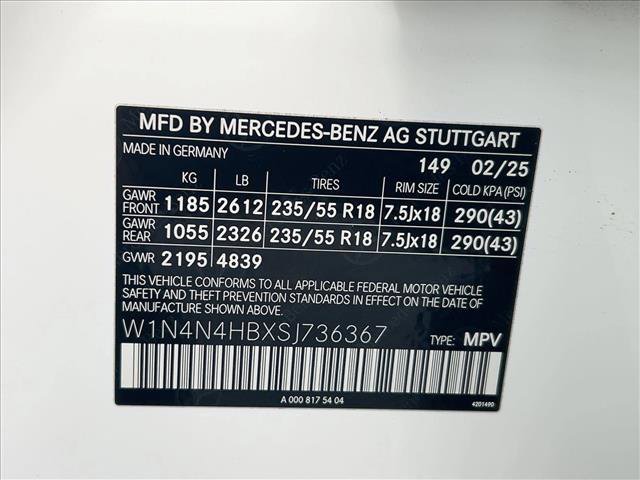 MFD BY MERCEDES-BENZ AG STUTTGART
MADE IN GERMANY 149 02/25
KG LB TIRES RIM SIZE COLD KPA (PSI)
GAWR FRONT 1185 2612 235/55 R18 7.5Jx18 290(43)
GAWR REAR 1055 2326 235/55 R18 7.5Jx18 290(43)
GVWR 2195 4839
THIS VEHICLE CONFORMS TO ALL APPLICABLE FEDERAL MOTOR VEHICLE
SAFETY AND THEFT PREVENTION STANDARDS IN EFFECT ON THE DATE OF
MANUFACTURE SHOWN ABOVE.
W1N4N4HBXSJ736367 TYPE: MPV
A 000 817 54 04 4201490